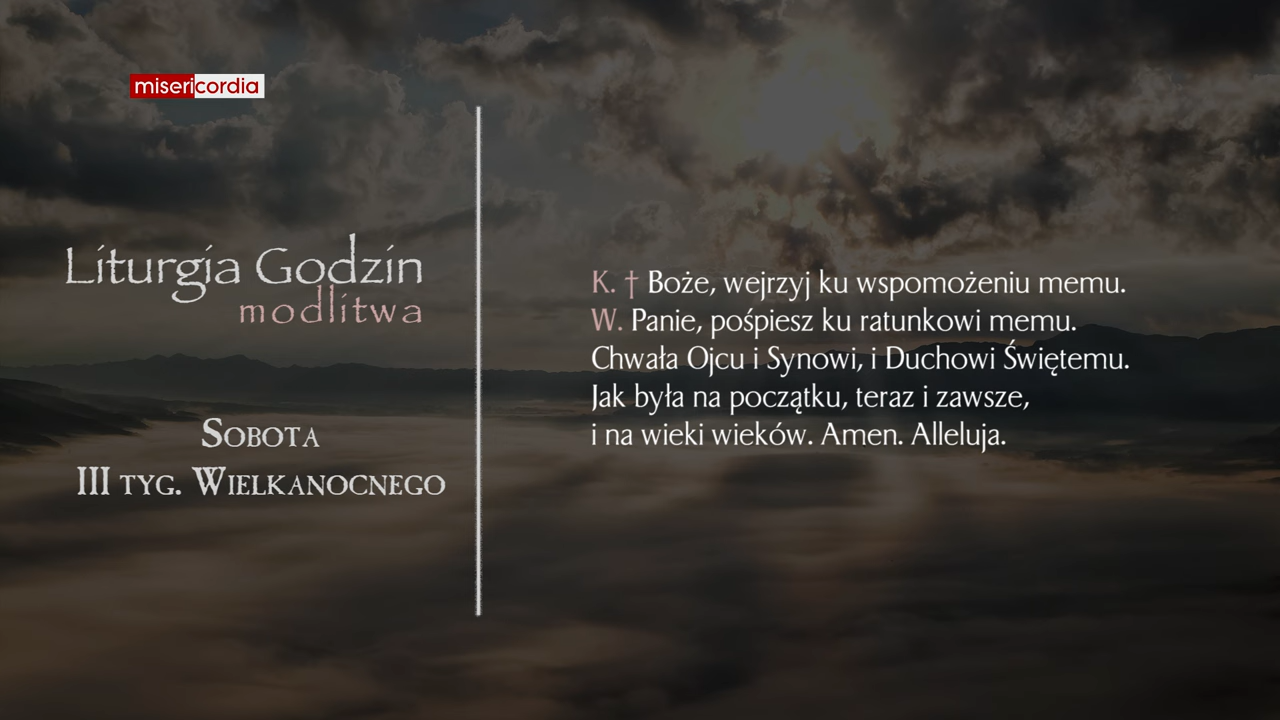 misericordia
Liturgia Godzin
modlitwa
Sobota
III tyg. Wielkanocnego
K. † Boże, wejrzyj ku wspomożeniu memu.
W. Panie, pośpiesz ku ratunkowi memu.
Chwała Ojcu i Synowi, i Duchowi Świętemu.
Jak była na początku, teraz i zawsze,
i na wieki wieków. Amen. Alleluja.